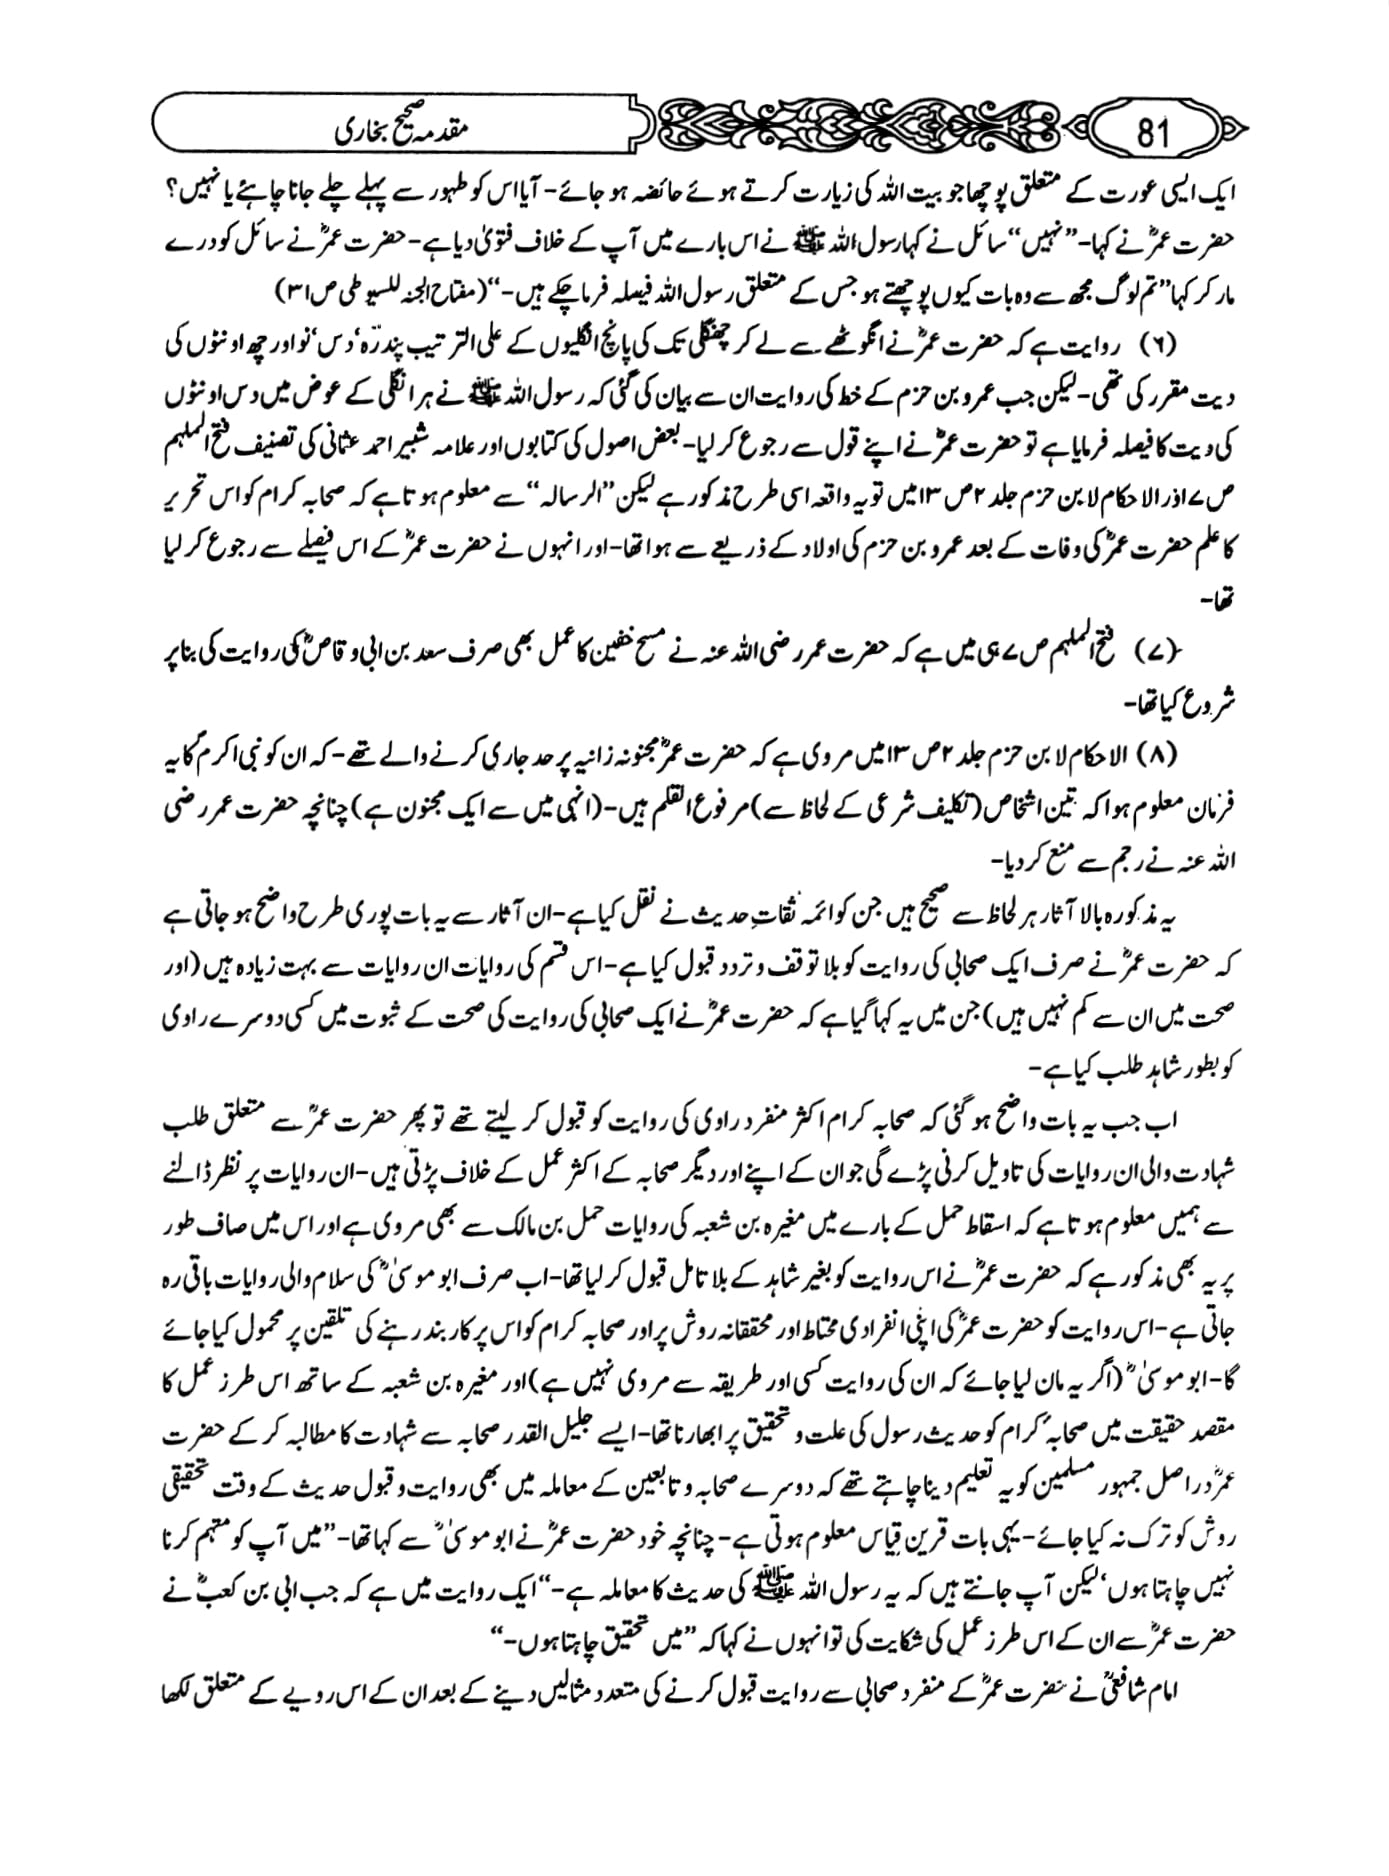 81
مقدمہ صحیح بخاری
ایک ایسی عورت کے متعلق پوچھا جو بیت اللہ کی زیارت کرتے ہوئے حائضہ ہو جائے- آیا اس کو طہور سے پہلے چلے جانا چاہئے یا نہیں؟
حضرت عمرؓ نے کہا-”نہیں“ سائل نے کہا رسول اللہ ﷺ نے اس بارے میں آپ کے خلاف فتویٰ دیا ہے- حضرت عمرؓ نے سائل کو درے
مار کر کہا”تم لوگ مجھ سے وہ بات کیوں پوچھتے ہو جس کے متعلق رسول اللہ فیصلہ فرما چکے ہیں-“(مفتاح الجنہ للسیوطی ص ۳۱)
(۶) روایت ہے کہ حضرت عمرؓ نے انگوٹھے سے لے کر چھنگلی تک کی پانچ انگلیوں کے علی الترتیب پندرہ‘ دس‘ نو اور چھ اونٹوں کی
دیت مقرر کی تھی- لیکن جب عمرو بن حزم کے خط کی روایت ان سے بیان کی گئی کہ رسول اللہ ﷺ نے ہر انگلی کے عوض میں دس اونٹوں
کی دیت کا فیصلہ فرمایا ہے تو حضرت عمرؓ نے اپنے قول سے رجوع کر لیا- بعض اصول کی کتابوں اور علامہ شبیر احمد عثمانی کی تصنیف فتح الملہم
ص ۷ اور الاحکام لابن حزم جلد ۲ ص ۱۳ میں تو یہ واقعہ اسی طرح مذکور ہے لیکن ”الرسالہ“ سے معلوم ہوتا ہے کہ صحابہ کرام کو اس تحریر
کا علم حضرت عمرؓ کی وفات کے بعد عمرو بن حزم کی اولاد کے ذریعے سے ہوا تھا- اور انہوں نے حضرت عمرؓ کے اس فیصلے سے رجوع کر لیا
تھا-
(۷) فتح الملہم ص ۷ ہی میں ہے کہ حضرت عمر رضی اللہ عنہ نے مسح خفین کا عمل بھی صرف سعد بن ابی وقاصؓ کی روایت کی بنا پر
شروع کیا تھا-
(۸) الاحکام لابن حزم جلد ۲ ص ۱۳ میں مروی ہے کہ حضرت عمرؓ مجنونہ زانیہ پر حد جاری کرنے والے تھے- کہ ان کو نبی اکرمؐ کا یہ
فرمان معلوم ہوا کہ تین اشخاص (تکلیف شرعی کے لحاظ سے) مرفوع القلم ہیں-(انہی میں سے ایک مجنون ہے) چنانچہ حضرت عمر رضی
اللہ عنہ نے رجم سے منع کر دیا-
یہ مذکورہ بالا آثار ہر لحاظ سے صحیح ہیں جن کو ائمہ ثقاتِ حدیث نے نقل کیا ہے- ان آثار سے یہ بات پوری طرح واضح ہو جاتی ہے
کہ حضرت عمرؓ نے صرف ایک صحابی کی روایت کو بلا توقف و تردد قبول کیا ہے- اس قسم کی روایات ان روایات سے بہت زیادہ ہیں (اور
صحت میں ان سے کم نہیں ہیں) جن میں یہ کہا گیا ہے کہ حضرت عمرؓ نے ایک صحابی کی روایت کی صحت کے ثبوت میں کسی دوسرے راوی
کو بطور شاہد طلب کیا ہے-
اب جب یہ بات واضح ہو گئی کہ صحابہ کرام اکثر منفرد راوی کی روایت کو قبول کر لیتے تھے تو پھر حضرت عمرؓ سے متعلق طلب
شہادت والی ان روایات کی تاویل کرنی پڑے گی جو ان کے اپنے اور دیگر صحابہ کے اکثر عمل کے خلاف پڑتی ہیں- ان روایات پر نظر ڈالنے
سے ہمیں معلوم ہوتا ہے کہ اسقاط حمل کے بارے میں مغیرہ بن شعبہ کی روایات حمل بن مالک سے بھی مروی ہے اور اس میں صاف طور
پر یہ بھی مذکور ہے کہ حضرت عمرؓ نے اس روایت کو بغیر شاہد کے بلا تامل قبول کر لیا تھا- اب صرف ابو موسیٰؓ کی سلام والی روایات باقی رہ
جاتی ہے- اس روایت کو حضرت عمرؓ کی اپنی انفرادی محتاط اور محققانہ روش پر اور صحابہ کرام کو اس پر کاربند رہنے کی تلقین پر محمول کیا جائے
گا- ابو موسیٰؓ (اگر یہ مان لیا جائے کہ ان کی روایت کسی اور طریقہ سے مروی نہیں ہے) اور مغیرہ بن شعبہ کے ساتھ اس طرز عمل کا
مقصد حقیقت میں صحابہ کرام کو حدیث رسول کی علت و تحقیق پر ابھارنا تھا- ایسے جلیل القدر صحابہ سے شہادت کا مطالبہ کر کے حضرت
عمرؓ در اصل جمہور مسلمین کو یہ تعلیم دینا چاہتے تھے کہ دوسرے صحابہ و تابعین کے معاملہ میں بھی روایت و قبول حدیث کے وقت تحقیقی
روش کو ترک نہ کیا جائے- یہی بات قرین قیاس معلوم ہوتی ہے- چنانچہ خود حضرت عمرؓ نے ابو موسیٰؓ سے کہا تھا-”میں آپ کو متہم کرنا
نہیں چاہتا ہوں‘ لیکن آپ جانتے ہیں کہ یہ رسول اللہ ﷺ کی حدیث کا معاملہ ہے-“ ایک روایت میں ہے کہ جب ابی بن کعبؓ نے
حضرت عمرؓ سے ان کے اس طرز عمل کی شکایت کی تو انہوں نے کہا کہ ”میں تحقیق چاہتا ہوں-“
امام شافعیؒ نے حضرت عمرؓ کے منفرد صحابی سے روایت قبول کرنے کی متعدد مثالیں دینے کے بعد ان کے اس رویے کے متعلق لکھا